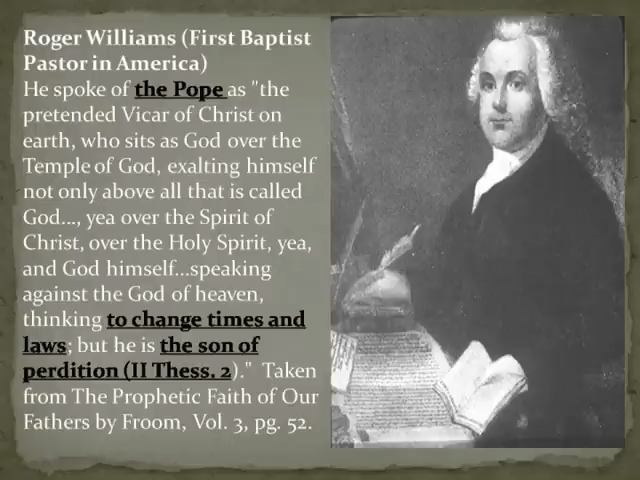 Roger Williams (First Baptist
Pastor in America)
He spoke of the Pope as "the
pretended Vicar of Christ on
earth, who sits as God over the
Temple of God, exalting himself
not only above all that is called
God..., yea over the Spirit of
Christ, over the Holy Spirit, yea,
and God himself...speaking
against the God of heaven,
thinking to change times and
laws; but he is the son of
perdition (II Thess. 2)." Taken
from The Prophetic Faith of Our
Fathers by Froom, Vol. 3, pg. 52.